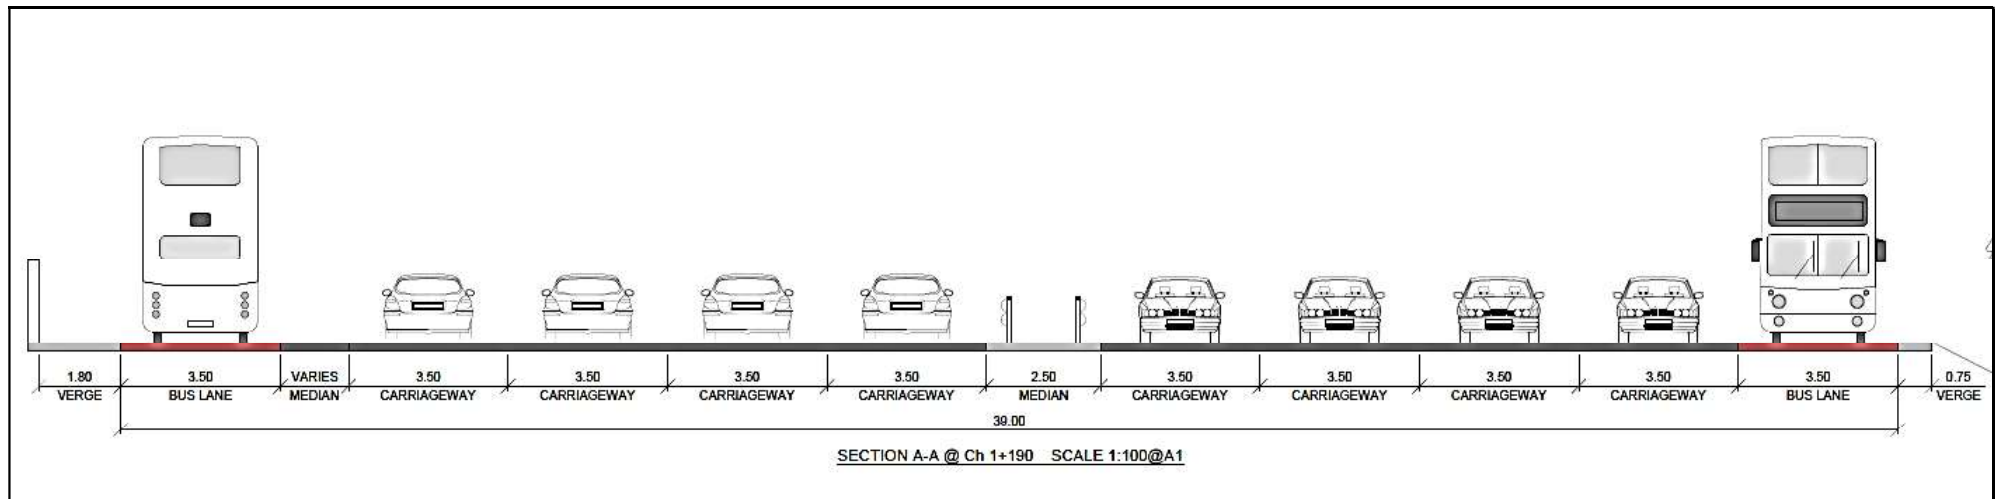 1.80 3.50 VARIES 3.50 3.50 3.50 3.50 2.50 3.50 3.50 3.50 3.50 3.50 0.75
VERGE BUS LANE MEDIAN CARRIAGEWAY CARRIAGEWAY CARRIAGEWAY CARRIAGEWAY MEDIAN CARRIAGEWAY CARRIAGEWAY CARRIAGEWAY CARRIAGEWAY BUS LANE VERGE
39.00
SECTION A-A @ Ch 1+190 SCALE 1:100@A1